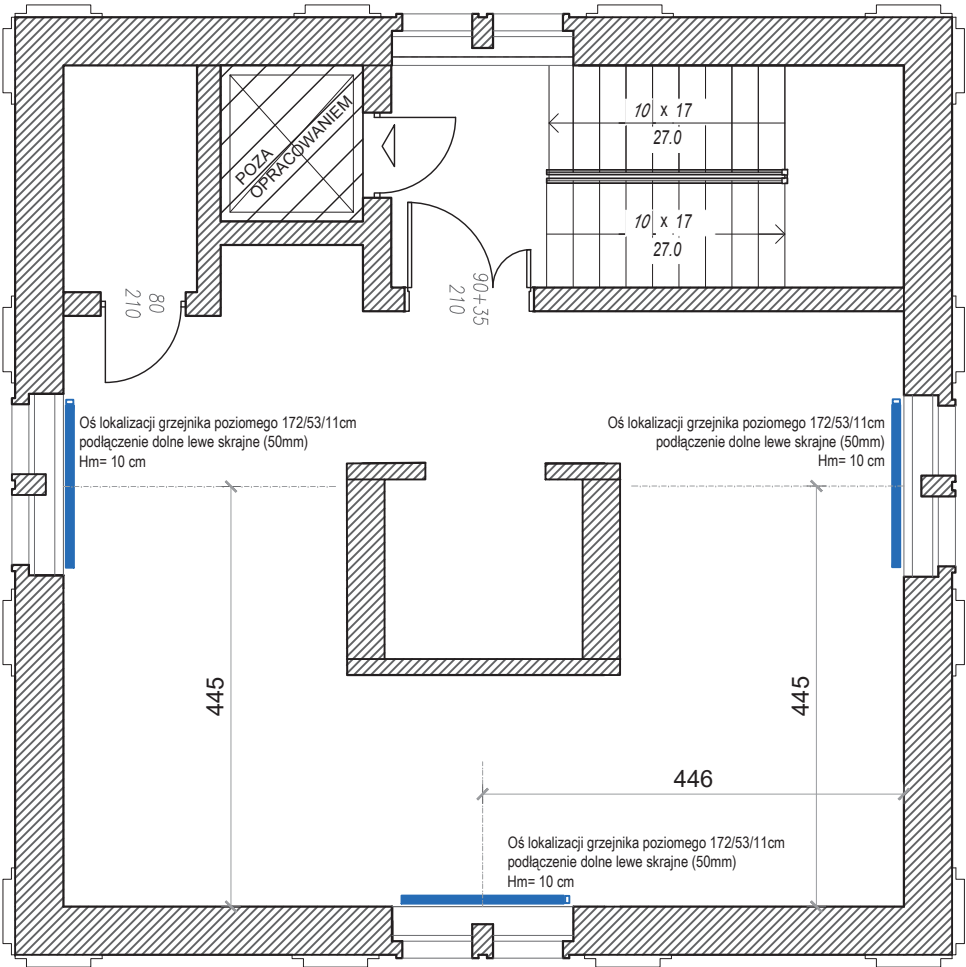 POZA
OPRACOWANIEM
10 x 17
27.0
10 x 17
27.0
80
210
90+35
210
Oś lokalizacji grzejnika poziomego 172/53/11cm
podłączenie dolne lewe skrajne (50mm)
Hm= 10 cm
Oś lokalizacji grzejnika poziomego 172/53/11cm
podłączenie dolne lewe skrajne (50mm)
Hm= 10 cm
445
445
446
Oś lokalizacji grzejnika poziomego 172/53/11cm
podłączenie dolne lewe skrajne (50mm)
Hm= 10 cm